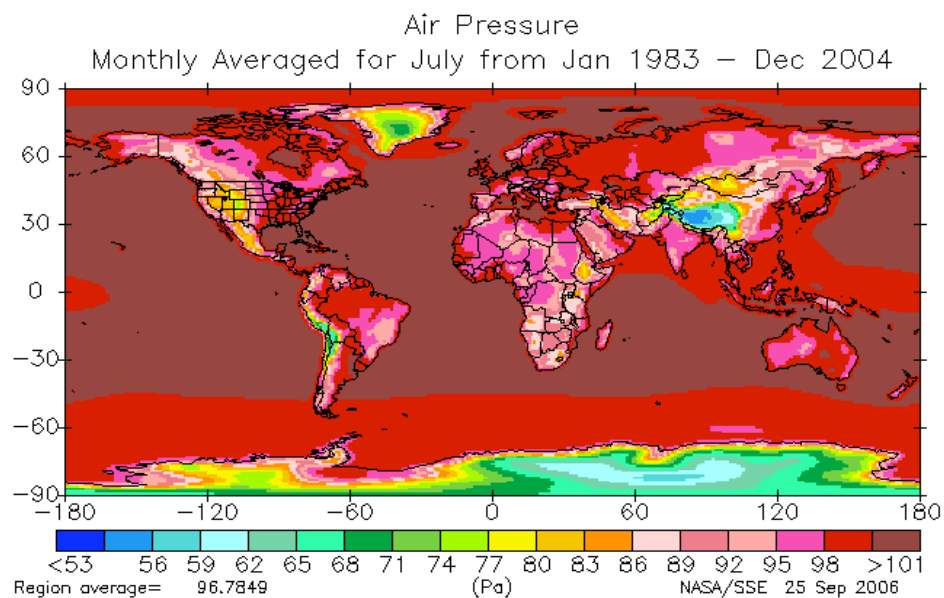 Air Pressure
Monthly Averaged for July from Jan 1983 – Dec 2004
90
60
30
0
−30
−60
−90
−180 −120 −60 0 60 120 180
<53 56 59 62 65 68 71 74 77 80 83 86 89 92 95 98 >101
Region average= 96.7849 (Pa) NASA/SSE 25 Sep 2006